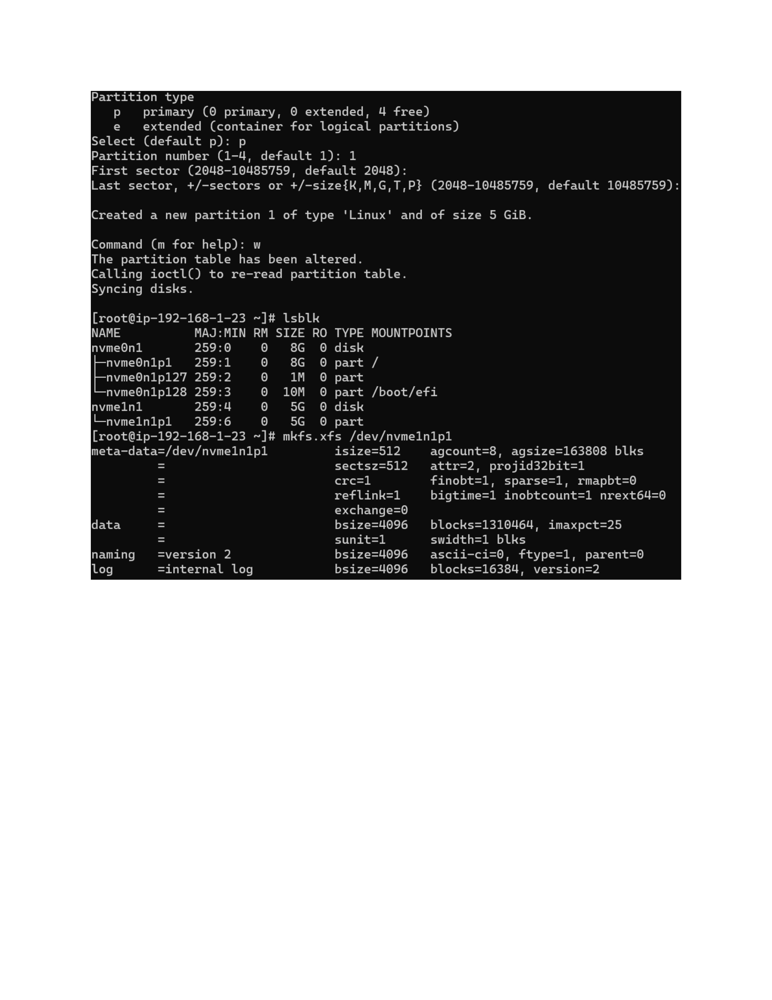 Partition type
   p   primary (0 primary, 0 extended, 4 free)
   e   extended (container for logical partitions)
Select (default p): p
Partition number (1-4, default 1): 1
First sector (2048-10485759, default 2048):
Last sector, +/-sectors or +/-size{K,M,G,T,P} (2048-10485759, default 10485759):

Created a new partition 1 of type 'Linux' and of size 5 GiB.

Command (m for help): w
The partition table has been altered.
Calling ioctl() to re-read partition table.
Syncing disks.

[root@ip-192-168-1-23 ~]# lsblk
NAME          MAJ:MIN RM SIZE RO TYPE MOUNTPOINTS
nvme0n1       259:0    0   8G  0 disk
├─nvme0n1p1   259:1    0   8G  0 part /
├─nvme0n1p127 259:2    0   1M  0 part
└─nvme0n1p128 259:3    0  10M  0 part /boot/efi
nvme1n1       259:4    0   5G  0 disk
└─nvme1n1p1   259:6    0   5G  0 part
[root@ip-192-168-1-23 ~]# mkfs.xfs /dev/nvme1n1p1
meta-data=/dev/nvme1n1p1         isize=512    agcount=8, agsize=163808 blks
         =                       sectsz=512   attr=2, projid32bit=1
         =                       crc=1        finobt=1, sparse=1, rmapbt=0
         =                       reflink=1    bigtime=1 inobtcount=1 nrext64=0
         =                       exchange=0
data     =                       bsize=4096   blocks=1310464, imaxpct=25
         =                       sunit=1      swidth=1 blks
naming   =version 2              bsize=4096   ascii-ci=0, ftype=1, parent=0
log      =internal log           bsize=4096   blocks=16384, version=2